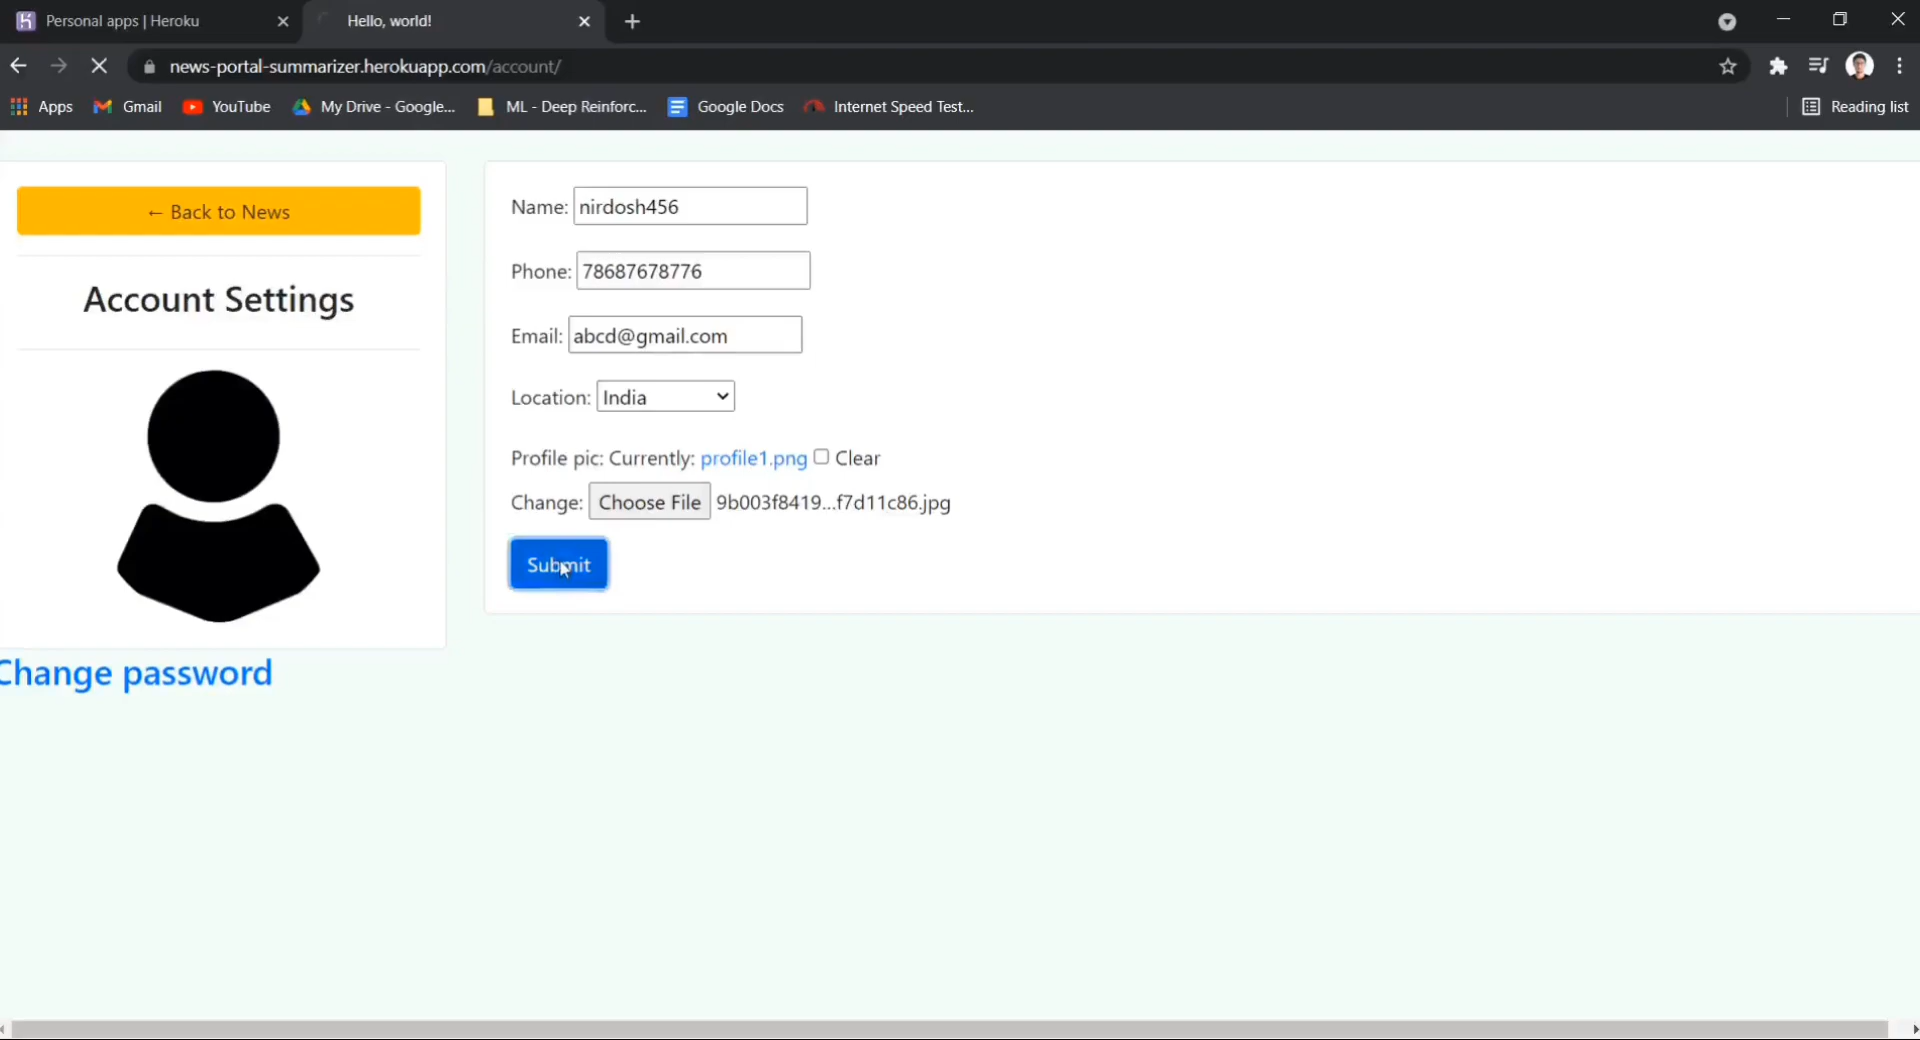 Personal apps | Heroku
Hello, world!
news-portal-summarizer.herokuapp.com/account/
Apps
Gmail
YouTube
My Drive - Google...
ML - Deep Reinforc...
Google Docs
Internet Speed Test...
Reading list
← Back to News
Account Settings
Change password
Name: nirdosh456
Phone: 78687678776
Email: abcd@gmail.com
Location: India
Profile pic: Currently: profile1.png Clear
Change: Choose File 9b003f8419...f7d11c86.jpg
Submit